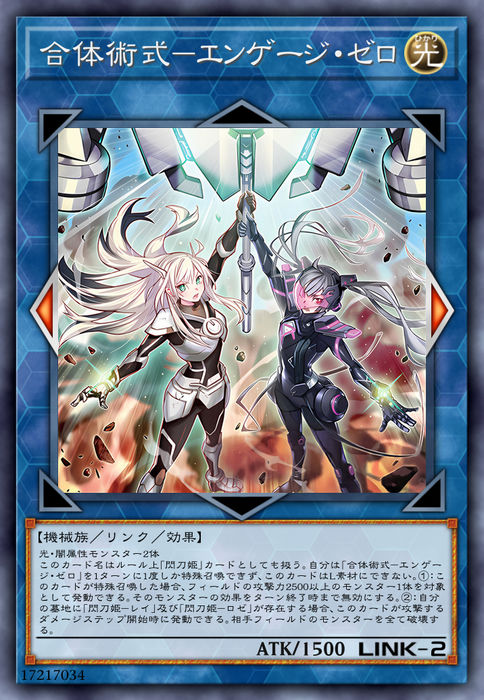 合体術式－エンゲージ・ゼロ
ひかり
光
【機械族／リンク／効果】
光・闇属性モンスター2体
このカード名はルール上「閃刀姫」カードとしても扱う。自分は「合体術式－エンゲー
ジ・ゼロ」を1ターンに1度しか特殊召喚できず、このカードはL素材にできない。①：こ
のカードが特殊召喚した場合、フィールドの攻撃力2500以上のモンスター1体を対象
として発動できる。そのモンスターの効果をターン終了時まで無効にする。②：自分
の墓地に「閃刀姫－レイ」及び「閃刀姫－ロゼ」が存在する場合、このカードが攻撃する
ダメージステップ開始時に発動できる。相手フィールドのモンスターを全て破壊す
る。
ATK/1500 LINK-2
17217034